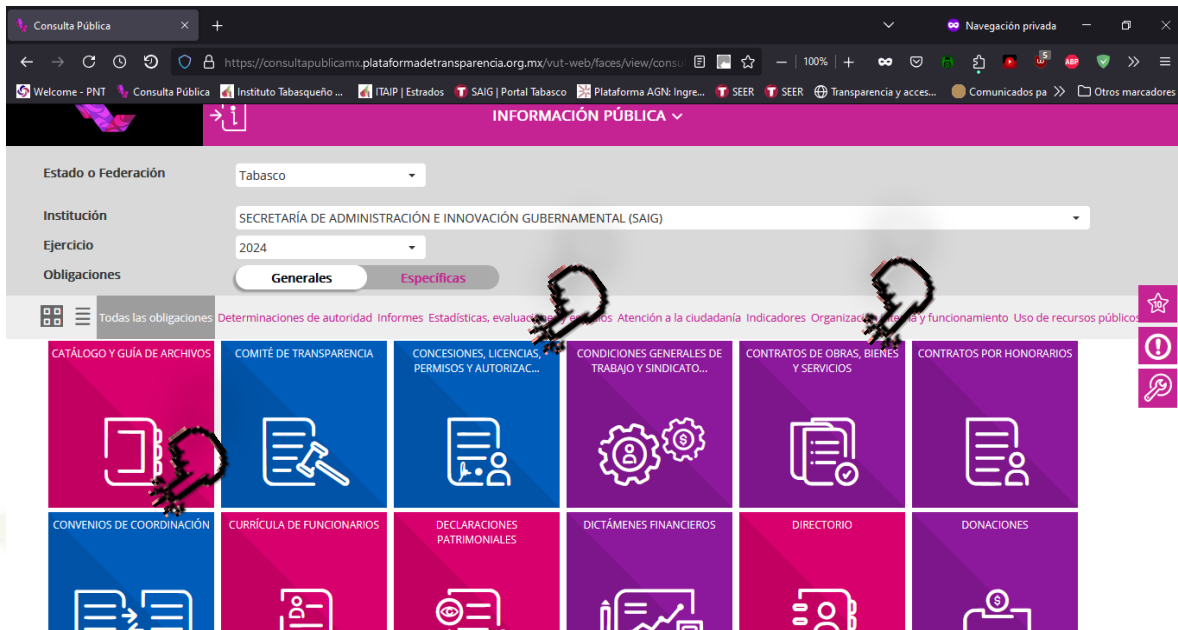 Consulta Pública
Navegación privada
https://consultapublicamx.plataformadetransparencia.org.mx/vut-web/faces/view/consu
100%
5
ABP
Welcome - PNT
Consulta Pública
Instituto Tabasqueño ...
ITAIP | Estrados
SAIG | Portal Tabasco
Plataforma AGN: Ingre...
SEER
SEER
Transparencia y acces...
Comunicados pa
Otros marcadores
INFORMACIÓN PÚBLICA
Estado o Federación
Tabasco
Institución
SECRETARÍA DE ADMINISTRACIÓN E INNOVACIÓN GUBERNAMENTAL (SAIG)
Ejercicio
2024
Obligaciones
Generales
Específicas
Todas las obligaciones
Determinaciones de autoridad
Informes
Estadísticas,
Atención a la ciudadanía
Indicadores
y funcionamiento
Uso de recursos públicos
10
CATÁLOGO Y GUÍA DE ARCHIVOS
COMITÉ DE TRANSPARENCIA
CONCESIONES, LICENCIAS,
PERMISOS Y AUTORIZAC...
CONDICIONES GENERALES DE
TRABAJO Y SINDICATO...
CONTRATOS DE OBRAS, BIENES
Y SERVICIOS
CONTRATOS POR HONORARIOS
CONVENIOS DE COORDINACIÓN
CURRÍCULA DE FUNCIONARIOS
DECLARACIONES
PATRIMONIALES
DICTÁMENES FINANCIEROS
DIRECTORIO
DONACIONES